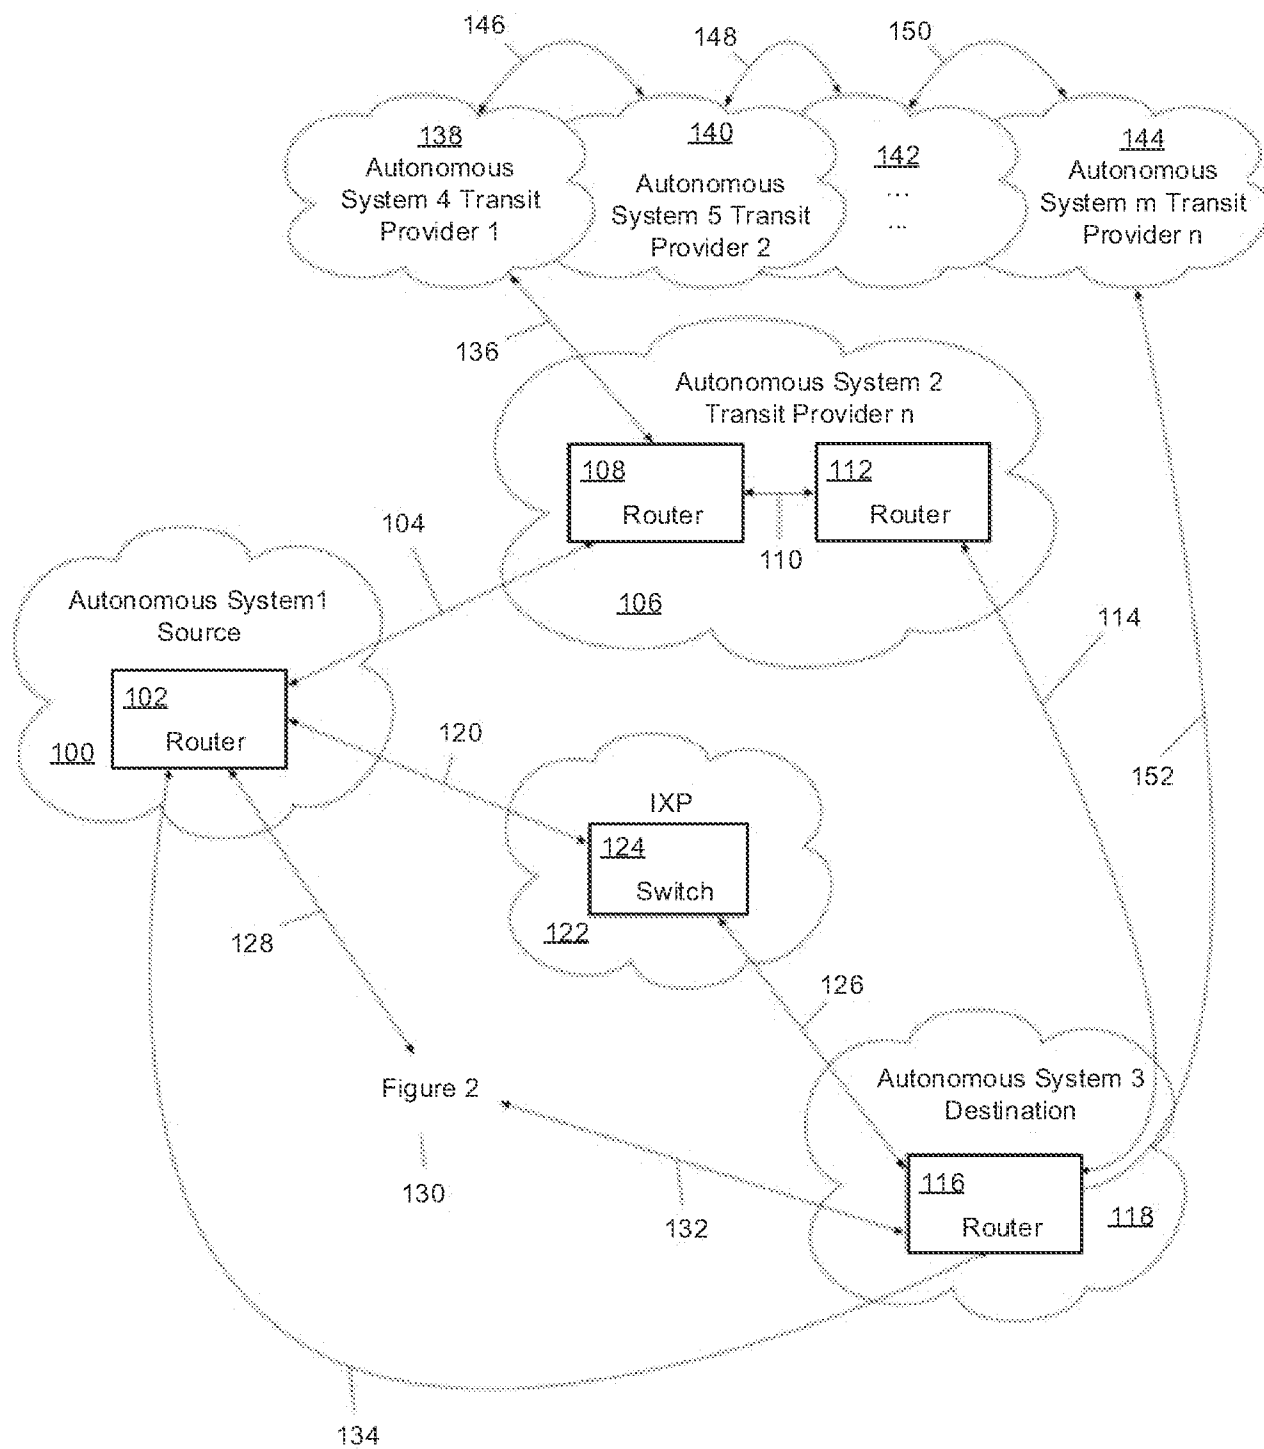 146
148
150
138
Autonomous
System 4 Transit
Provider 1
140
Autonomous
System 5 Transit
Provider 2
142
...
...
144
Autonomous
System m Transit
Provider n
136
Autonomous System 2
Transit Provider n
108
Router
112
Router
110
106
104
114
152
Autonomous System1
Source
102
Router
100
120
IXP
124
Switch
122
128
126
Figure 2
130
132
Autonomous System 3
Destination
116
Router
118
134